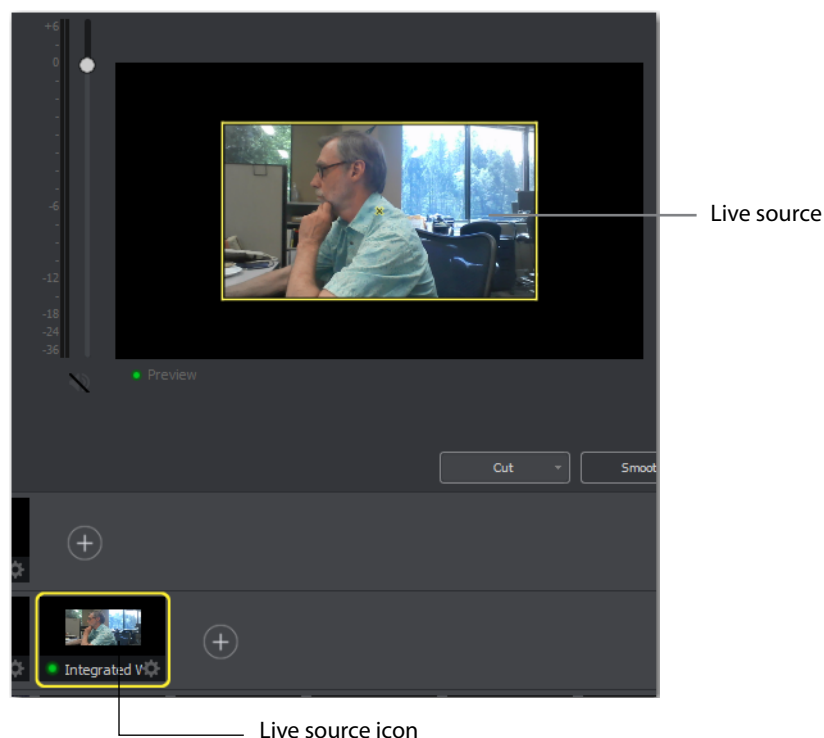 +6
0
Live source
-6
-12
-18
-24
-36
Preview
Cut
Smoot
Integrated W
Live source icon